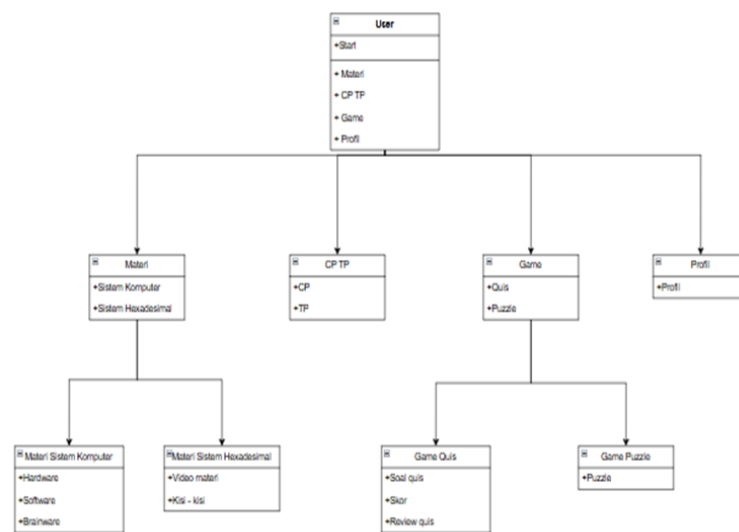 User
+Start
+ Materi
+ CP TP
+ Game
+ Profil
Materi
+Sistem Komputer
+Sistem Hexadesimal
CP TP
+CP
+TP
Game
+Quis
+Puzzle
Profil
+Profil
Materi Sistem Komputer
+Hardware
+Software
+Brainware
Materi Sistem Hexadesimal
+Video materi
+Kisi - kisi
Game Quis
+Soal quis
+Skor
+Review quis
Game Puzzle
+Puzzle